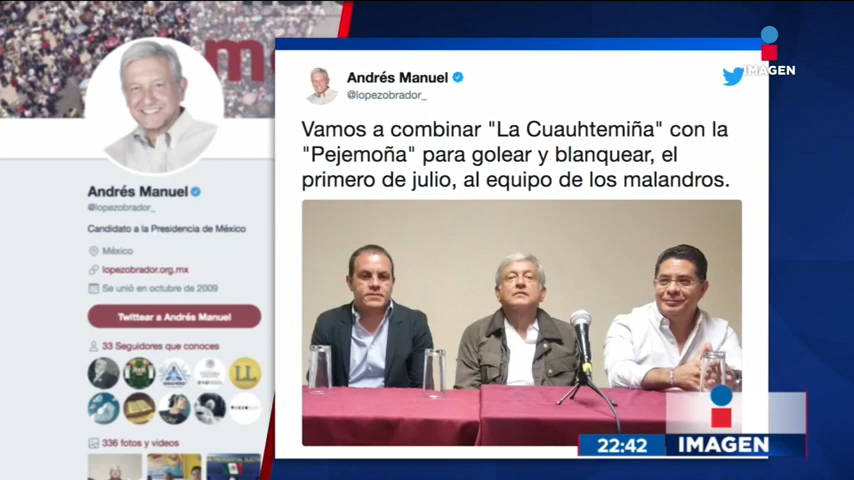 m
Andrés Manuel
@lopezobrador_
Candidato a la Presidencia de México
México
lopezobrador.org.mx
Se unió en octubre de 2009
Twittear a Andrés Manuel
33 Seguidores que conoces
LL
336 fotos y videos
Andrés Manuel
@lopezobrador_
IMAGEN
Vamos a combinar "La Cuauhtemiña" con la
"Pejemoña" para golear y blanquear, el
primero de julio, al equipo de los malandros.
22:42
IMAGEN